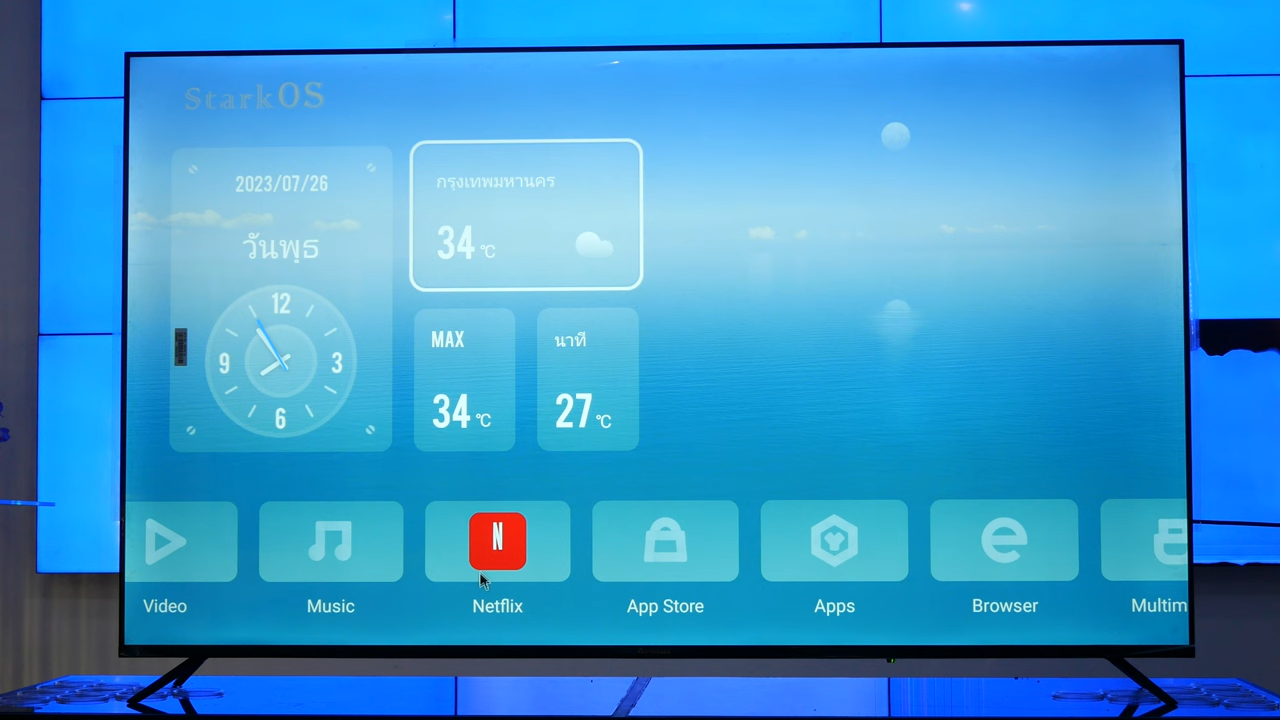 StarkOS
2023/07/26
วันพุธ
12
9
3
6
กรุงเทพมหานคร
34 °C
MAX
34 °C
นาที
27 °C
N
Video
Music
Netflix
App Store
Apps
Browser
Multim